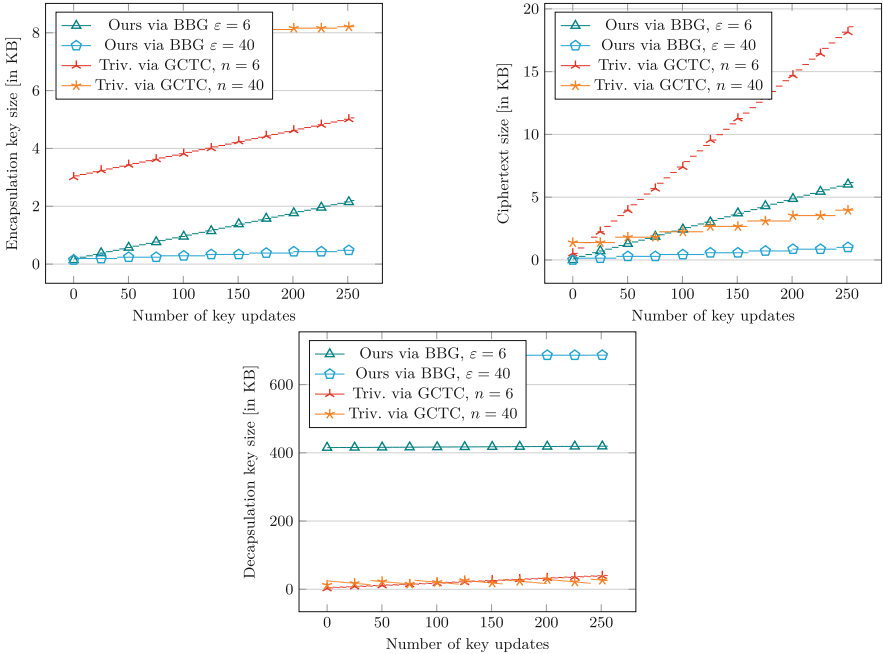 Encapsulation key size [in KB]
8
6
4
2
0
Ours via BBG ε = 6
Ours via BBG ε = 40
Triv. via GCTC, n = 6
Triv. via GCTC, n = 40
0 50 100 150 200 250
Number of key updates
Ciphertext size [in KB]
20
15
10
5
0
Ours via BBG, ε = 6
Ours via BBG, ε = 40
Triv. via GCTC, n = 6
Triv. via GCTC, n = 40
0 50 100 150 200 250
Number of key updates
Decapsulation key size [in KB]
600
400
200
0
Ours via BBG, ε = 6
Ours via BBG, ε = 40
Triv. via GCTC, n = 6
Triv. via GCTC, n = 40
0 50 100 150 200 250
Number of key updates